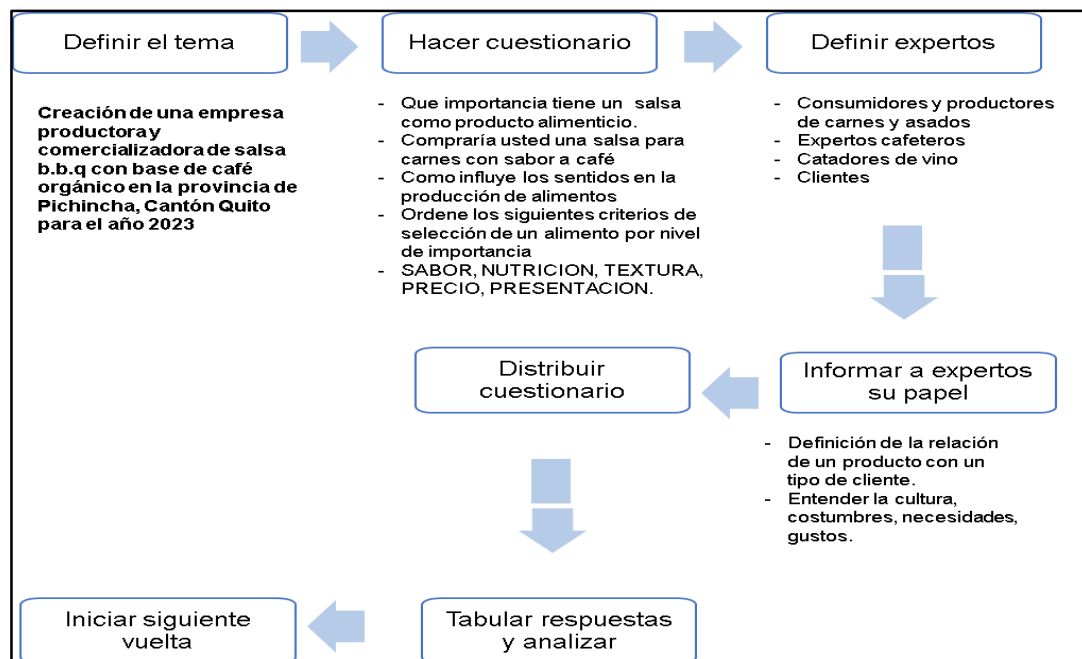 Definir el tema
Creación de una empresa
productora y
comercializadora de salsa
b.b.q con base de café
orgánico en la provincia de
Pichincha, Cantón Quito
para el año 2023
Hacer cuestionario
- Que importancia tiene un salsa
como producto alimenticio.
- Compraría usted una salsa para
carnes con sabor a café
- Como influye los sentidos en la
producción de alimentos
- Ordene los siguientes criterios de
selección de un alimento por nivel
de importancia
- SABOR, NUTRICION, TEXTURA,
PRECIO, PRESENTACION.
Definir expertos
- Consumidores y productores
de carnes y asados
- Expertos cafeteros
- Catadores de vino
- Clientes
Informar a expertos
su papel
- Definición de la relación
de un producto con un
tipo de cliente.
- Entender la cultura,
costumbres, necesidades,
gustos.
Distribuir
cuestionario
Tabular respuestas
y analizar
Iniciar siguiente
vuelta